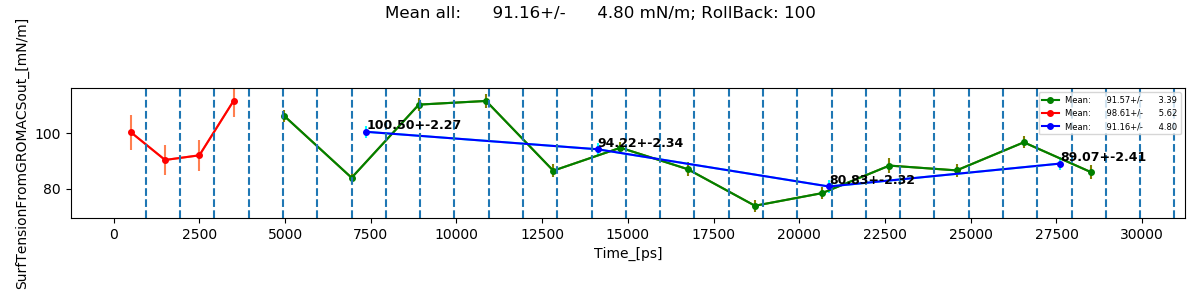 Mean all: 91.16+/- 4.80 mN/m; RollBack: 100
SurfTensionFromGROMACSout_[mN/m]
100
80
100.50+-2.27
94.22+-2.34
80.83+-2.32
89.07+-2.41
Mean: 91.57+/- 3.39
Mean: 98.61+/- 5.62
Mean: 91.16+/- 4.80
0 2500 5000 7500 10000 12500 15000 17500 20000 22500 25000 27500 30000
Time_[ps]